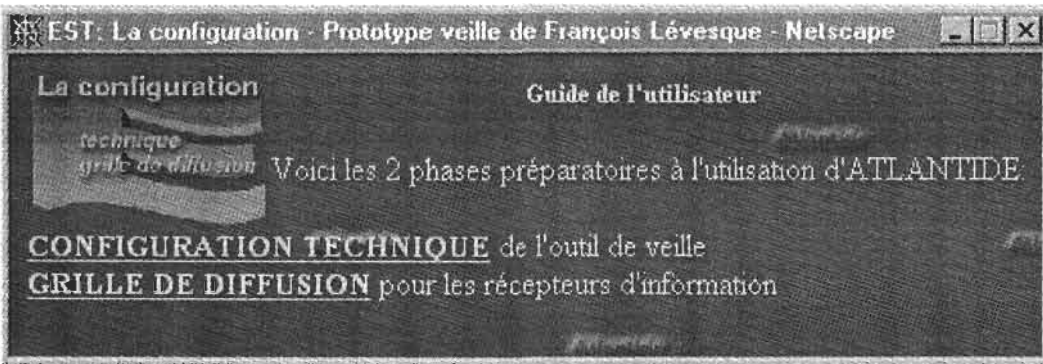 EST: La configuration - Prototype veille de François Lévesque - Netscape
La configuration
technique
grille de diffusion
Guide de l'utilisateur
Voici les 2 phases préparatoires à l'utilisation d'ATLANTIDE:
CONFIGURATION TECHNIQUE de l'outil de veille
GRILLE DE DIFFUSION pour les récepteurs d'information